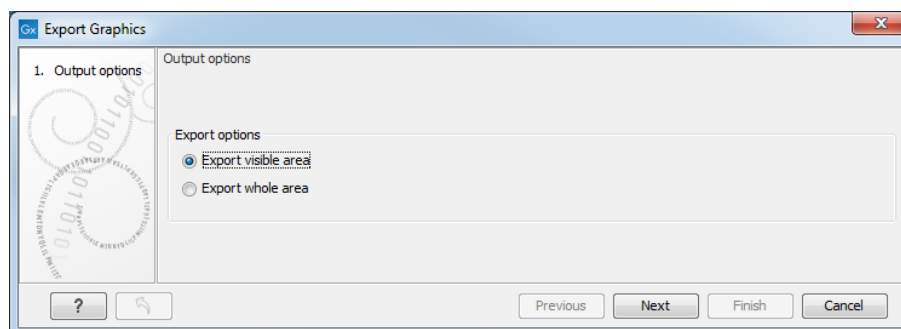 Gx Export Graphics
1. Output options
Output options
Export options
Export visible area
Export whole area
? Previous Next Finish Cancel